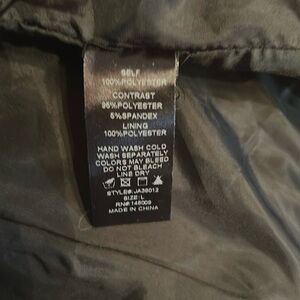 SELF
100%POLYESTER
CONTRAST
95%POLYESTER
5%SPANDEX
LINING
100%POLYESTER
HAND WASH COLD
WASH SEPARATELY
COLORS MAY BLEED
DO NOT BLEACH
LINE DRY
STYLE#:JA36012
SIZE: L
RN#:148009
MADE IN CHINA